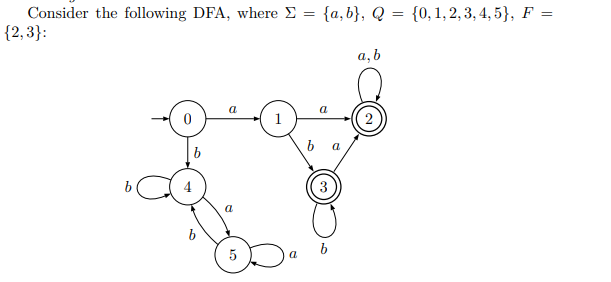 Consider the following DFA, where Σ = {a, b}, Q = {0, 1, 2, 3, 4, 5}, F =
{2, 3}:
a, b
a
a
0
1
2
b
b
a
b
4
3
a
b
b
5
a